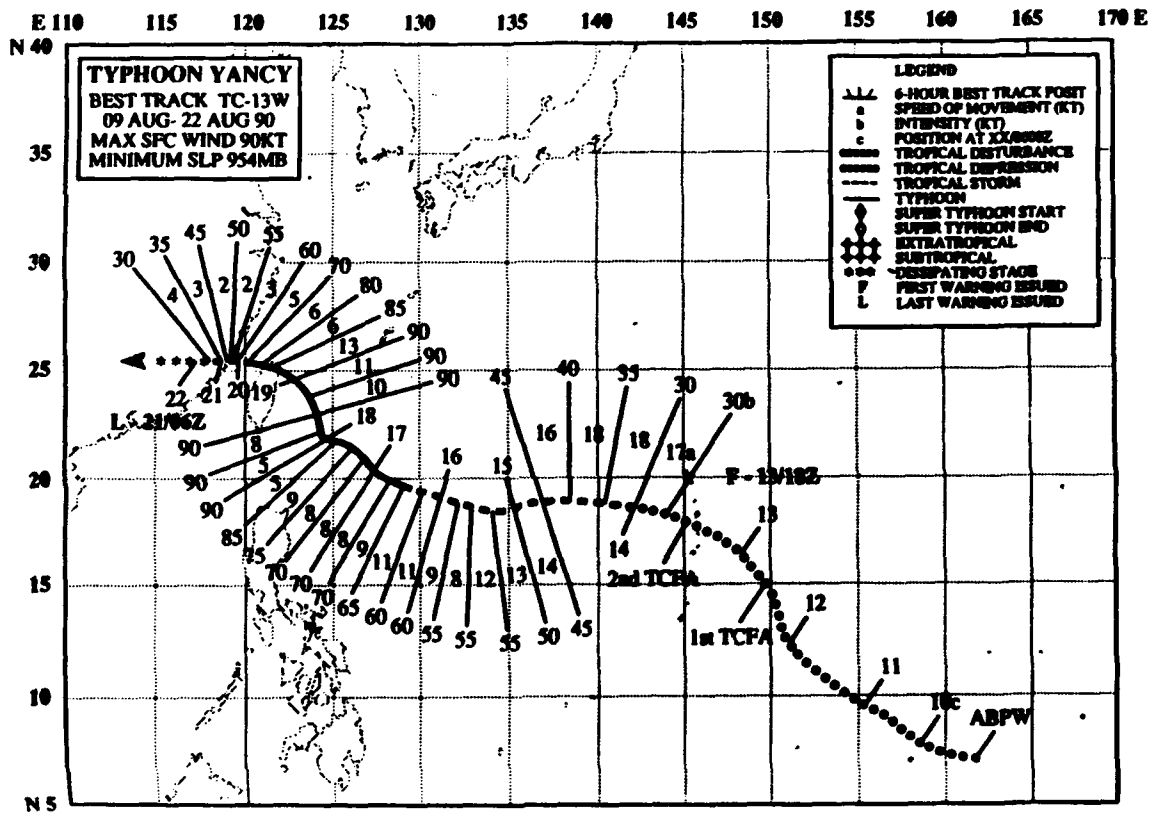 E 110 115 120 125 130 135 140 145 150 155 160 165 170 E
N 40
35
30
25
20
15
10
N 5
TYPHOON YANCY
BEST TRACK TC-13W
09 AUG- 22 AUG 90
MAX SFC WIND 90KT
MINIMUM SLP 954MB
LEGEND
6-HOUR BEST TRACK POSIT
a SPEED OF MOVEMENT (KT)
b INTENSITY (KT)
c POSITION AT
TROPICAL DISTURBANCE
TROPICAL DEPRESSION
TROPICAL STORM
TYPHOON
SUPER TYPHOON START
SUPER TYPHOON END
EXTRATROPICAL
SUBTROPICAL
DISSIPATING STAGE
F FIRST WARNING ISSUED
L LAST WARNING ISSUED
30 35 45 50 55 60 70 80 85 90 90 90
4 3 2 2 3 5 6 6 13 11 10
22 21 20 19
L - 21/06Z
90 90 90 85 75 70 70 70 65 60 60 55 55 55 50 45
8 5 5 9 8 8 8 9 11 11 9 8 12 13 14
18 17 16 15 14
45 40 35 30 30b
16 18 18 17a
F - 13/18Z
2nd TCFA
1st TCFA
13
12
11
10c
ABPW